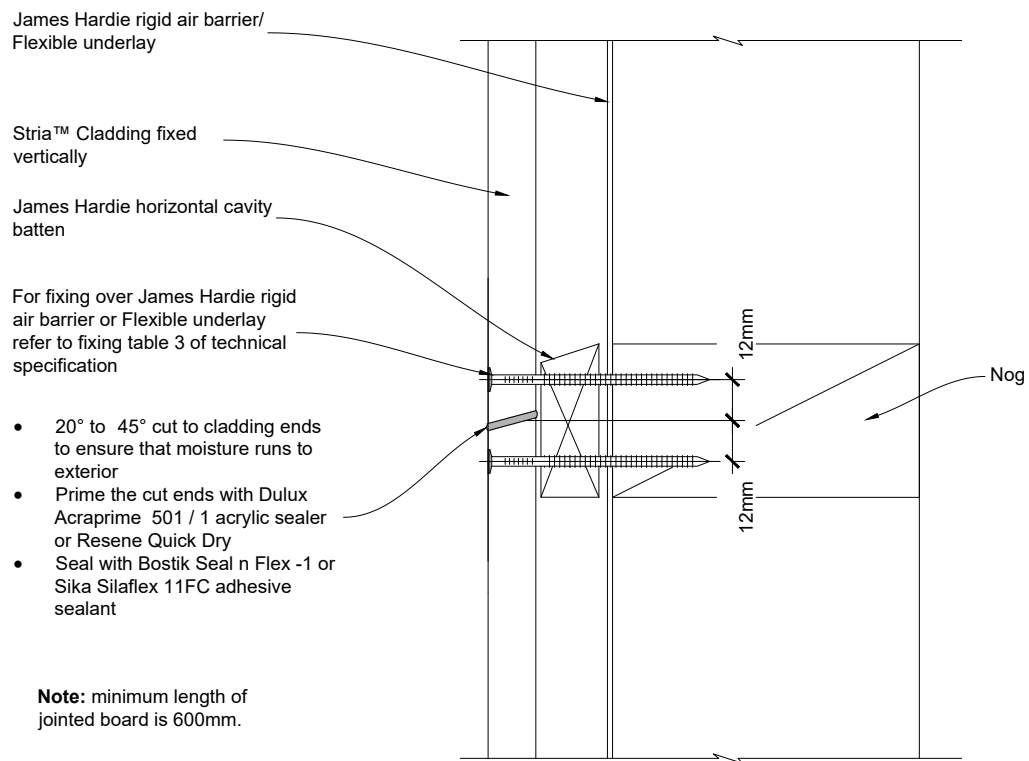 James Hardie rigid air barrier/
Flexible underlay
Stria™ Cladding fixed
vertically
James Hardie horizontal cavity
batten
For fixing over James Hardie rigid
air barrier or Flexible underlay
refer to fixing table 3 of technical
specification
• 20° to 45° cut to cladding ends
to ensure that moisture runs to
exterior
• Prime the cut ends with Dulux
Acraprime 501 / 1 acrylic sealer
or Resene Quick Dry
• Seal with Bostik Seal n Flex -1 or
Sika Silaflex 11FC adhesive
sealant
Note: minimum length of
jointed board is 600mm.
12mm
12mm
Nog